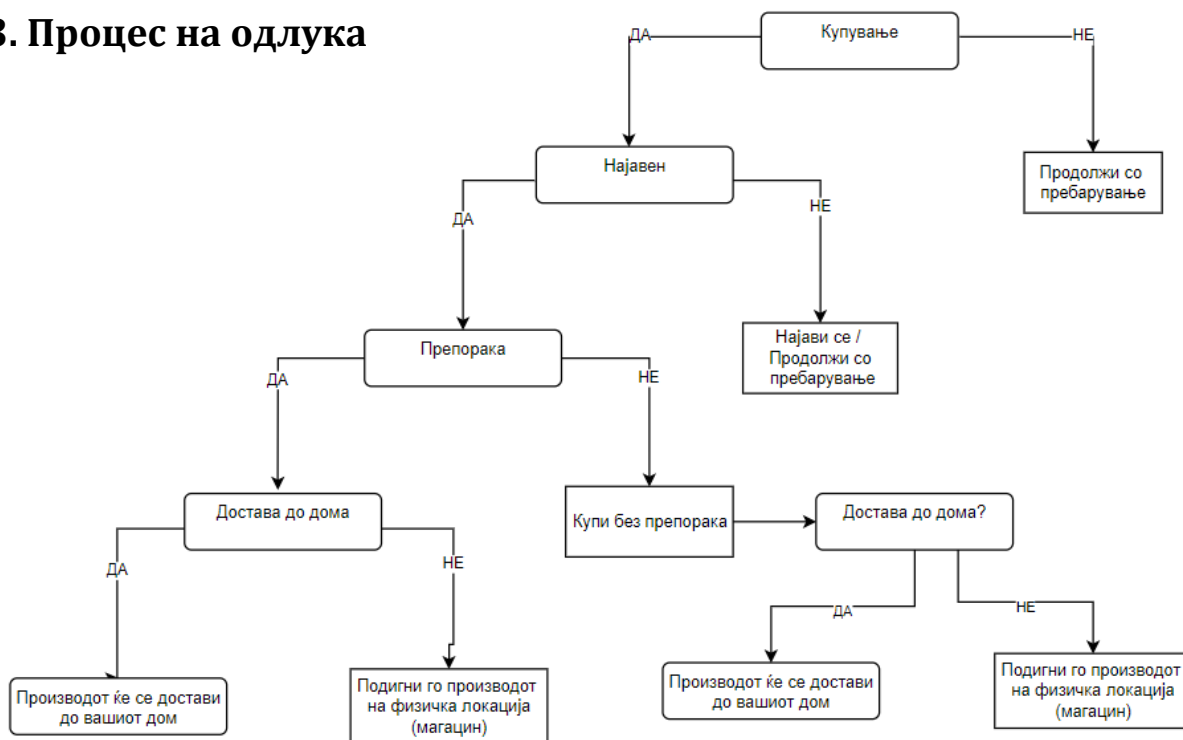 3. Процес на одлука
Купување
ДА
НЕ
Најавен
Продолжи со
пребарување
ДА
НЕ
Препорака
Најави се /
Продолжи со
пребарување
ДА
НЕ
Достава до дома
Купи без препорака
Достава до дома?
ДА
НЕ
ДА
НЕ
Производот ќе се достави
до вашиот дом
Подигни го производот
на физичка локација
(магацин)
Производот ќе се достави
до вашиот дом
Подигни го производот
на физичка локација
(магацин)